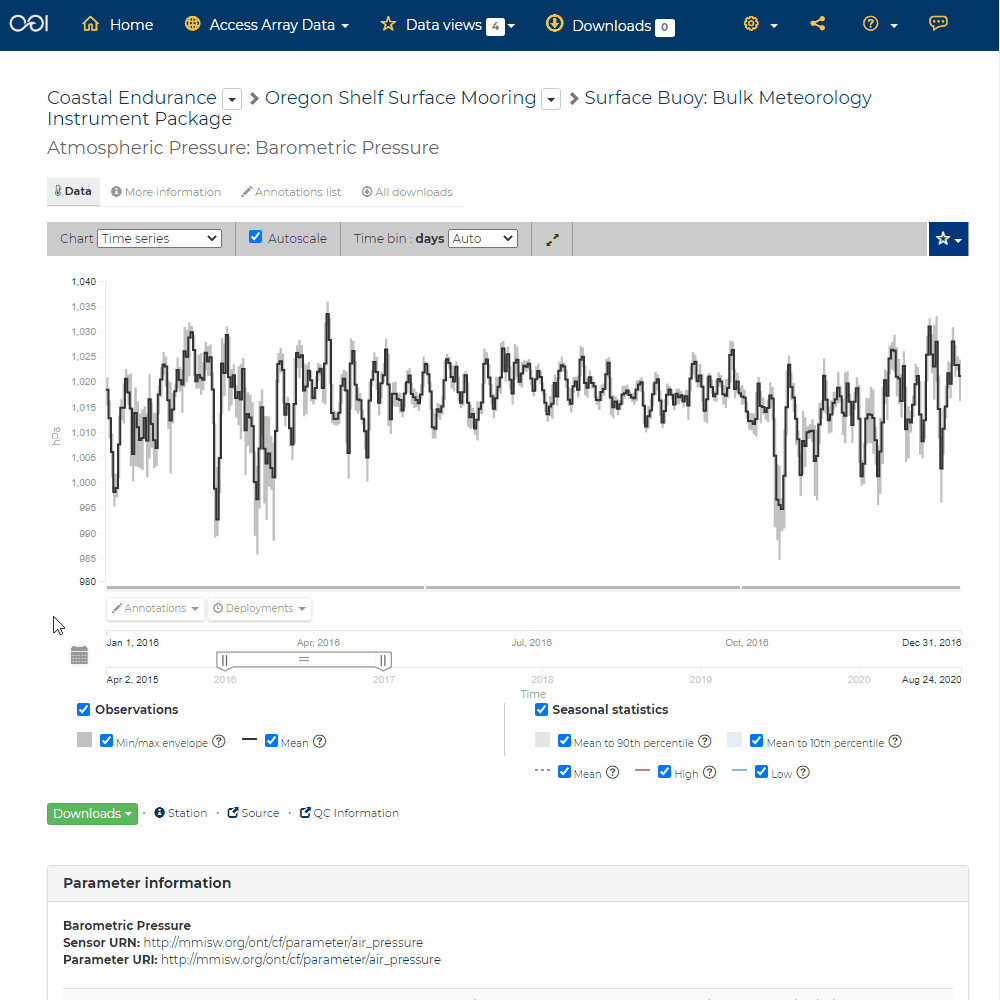 OOI Home Access Array Data Data views 4 Downloads 0
Coastal Endurance Oregon Shelf Surface Mooring Surface Buoy: Bulk Meteorology
Instrument Package
Atmospheric Pressure: Barometric Pressure
Data More information Annotations list All downloads
Chart Time series Autoscale Time bin : days Auto
1,040
1,035
1,030
1,025
1,020
1,015
1,010
1,005
1,000
995
990
985
980
hPa
Annotations Deployments
Jan 1, 2016 Apr, 2016 Jul, 2016 Oct, 2016 Dec 31, 2016
Apr 2, 2015 2016 2017 2018 2019 2020 Aug 24, 2020
Time
Observations Seasonal statistics
Min/max envelope ? Mean ? Mean to 90th percentile ? Mean to 10th percentile ?
Mean ? High ? Low ?
Downloads · Station · Source · QC Information
Parameter information
Barometric Pressure
Sensor URN: http://mmisw.org/ont/cf/parameter/air_pressure
Parameter URI: http://mmisw.org/ont/cf/parameter/air_pressure